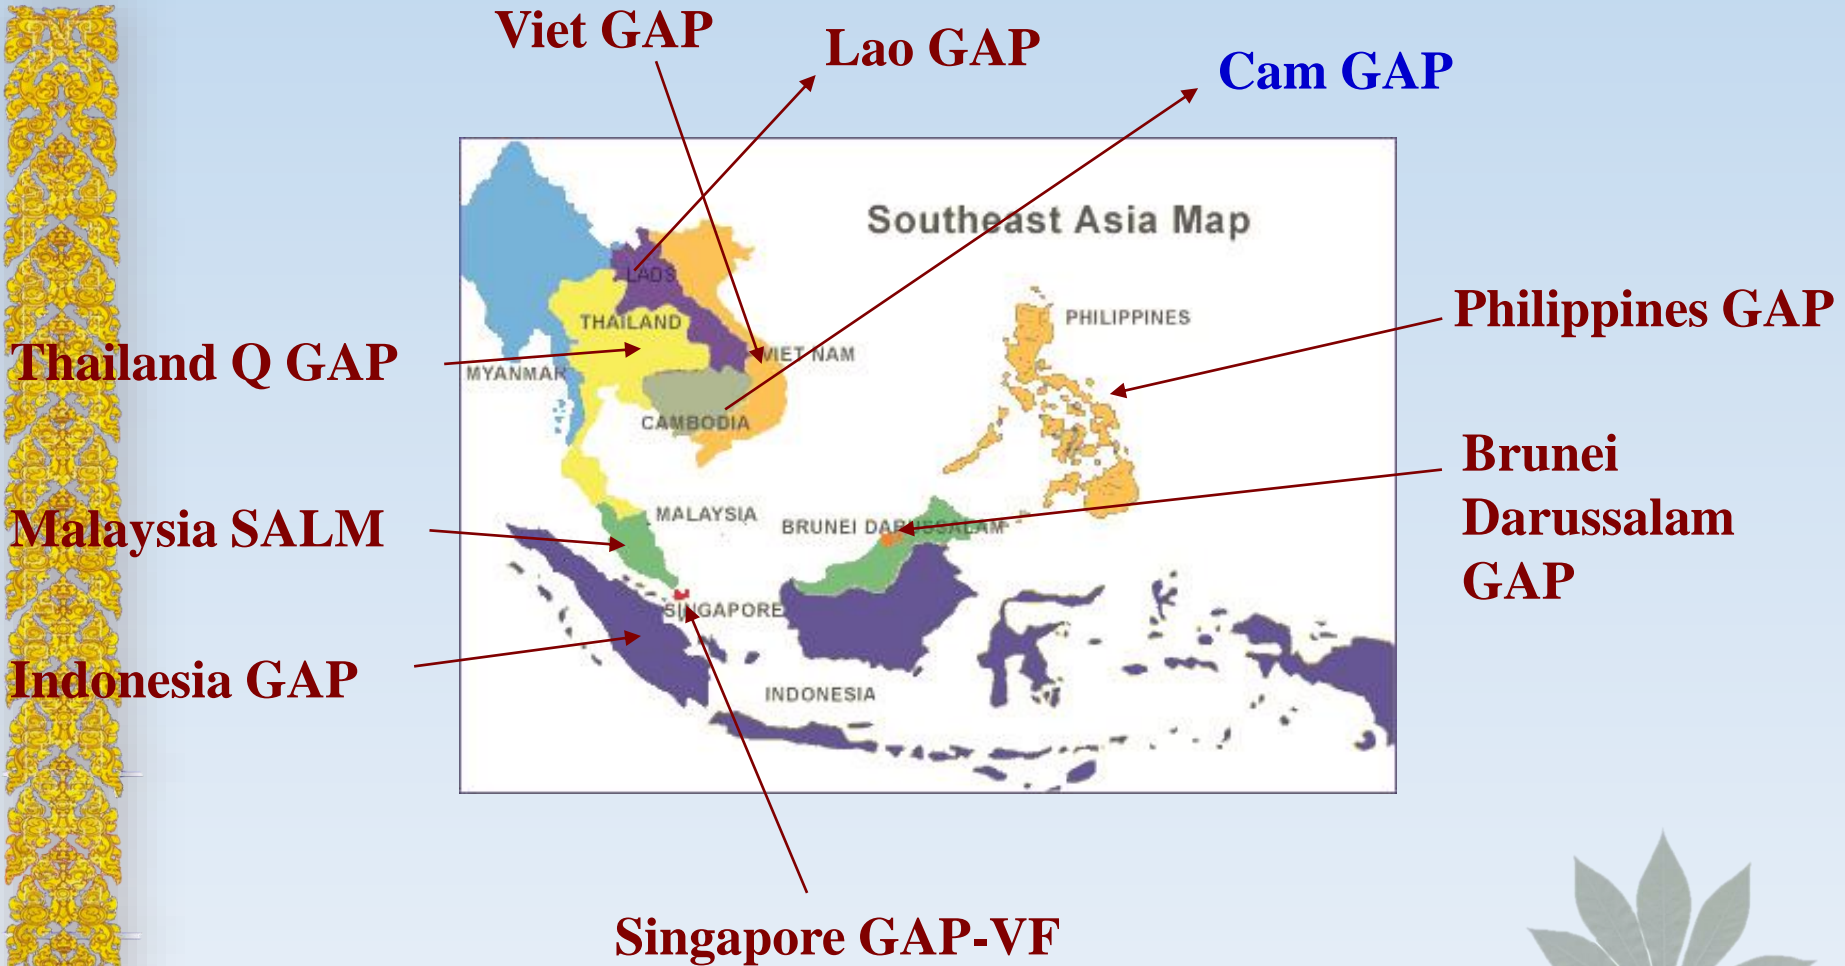 Viet GAP
Lao GAP
Cam GAP
Southeast Asia Map
LAOS
THAILAND
PHILIPPINES
Philippines GAP
Thailand Q GAP
MYANMAR
VIET NAM
CAMBODIA
Brunei
Darussalam
GAP
Malaysia SALM
MALAYSIA
BRUNEI DARUSSALAM
SINGAPORE
Indonesia GAP
INDONESIA
Singapore GAP-VF